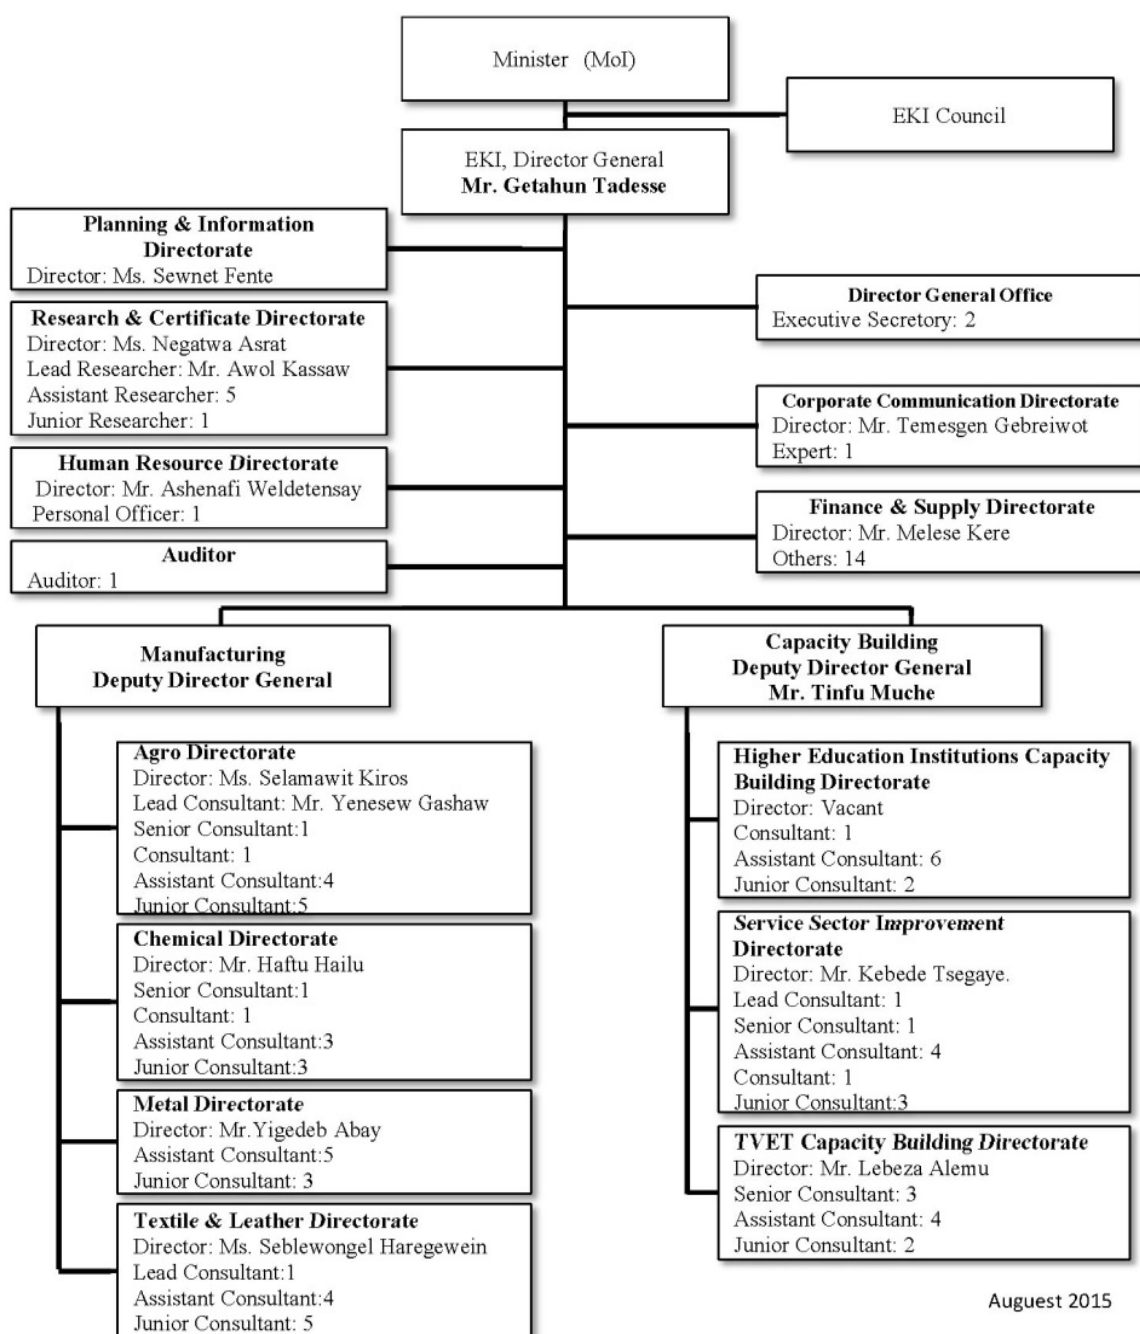 Minister (MoI)
EKI Council
EKI, Director General
Mr. Getahun Tadesse
Planning & Information
Directorate
Director: Ms. Sewnet Fente
Research & Certificate Directorate
Director: Ms. Negatwa Asrat
Lead Researcher: Mr. Awol Kassaw
Assistant Researcher: 5
Junior Researcher: 1
Human Resource Directorate
Director: Mr. Ashenafi Weldetensay
Personal Officer: 1
Auditor
Auditor: 1
Director General Office
Executive Secretory: 2
Corporate Communication Directorate
Director: Mr. Temesgen Gebreiwot
Expert: 1
Finance & Supply Directorate
Director: Mr. Melese Kere
Others: 14
Manufacturing
Deputy Director General
Agro Directorate
Director: Ms. Selamawit Kiros
Lead Consultant: Mr. Yenesew Gashaw
Senior Consultant:1
Consultant: 1
Assistant Consultant:4
Junior Consultant:5
Chemical Directorate
Director: Mr. Haftu Hailu
Senior Consultant:1
Consultant: 1
Assistant Consultant:3
Junior Consultant:3
Metal Directorate
Director: Mr.Yigedeb Abay
Assistant Consultant:5
Junior Consultant: 3
Textile & Leather Directorate
Director: Ms. Seblewongel Haregewein
Lead Consultant:1
Assistant Consultant:4
Junior Consultant: 5
Capacity Building
Deputy Director General
Mr. Tinfu Muche
Higher Education Institutions Capacity
Building Directorate
Director: Vacant
Consultant: 1
Assistant Consultant: 6
Junior Consultant: 2
Service Sector Improvement
Directorate
Director: Mr. Kebede Tsegaye.
Lead Consultant: 1
Senior Consultant: 1
Assistant Consultant: 4
Consultant: 1
Junior Consultant:3
TVET Capacity Building Directorate
Director: Mr. Lebeza Alemu
Senior Consultant: 3
Assistant Consultant: 4
Junior Consultant: 2
Auguest 2015